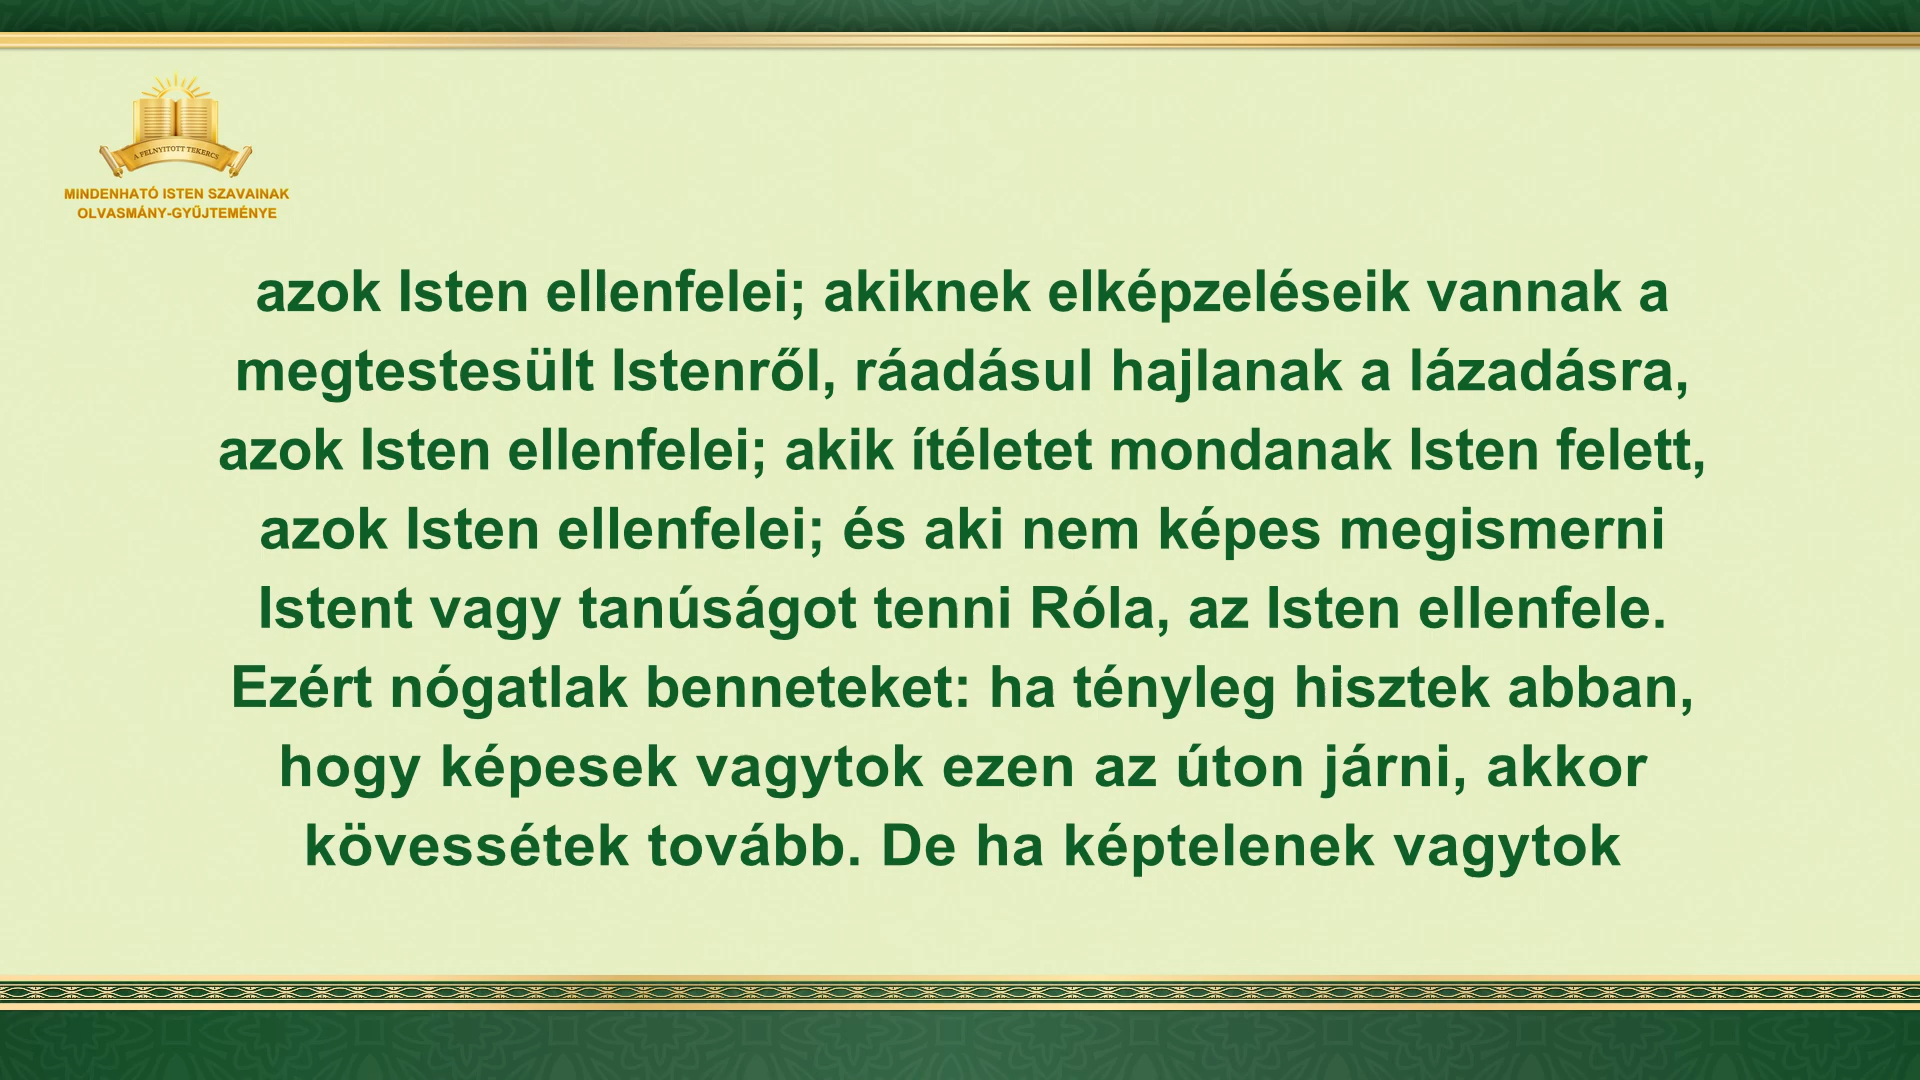 A FELNYITOTT TEKERCS
MINDENHATÓ ISTEN SZAVAINAK
OLVASMÁNY-GYŰJTEMÉNYE
azok Isten ellenfelei; akiknek elképzeléseik vannak a
megtestesült Istenről, ráadásul hajlanak a lázadásra,
azok Isten ellenfelei; akik ítéletet mondanak Isten felett,
azok Isten ellenfelei; és aki nem képes megismerni
Istent vagy tanúságot tenni Róla, az Isten ellenfele.
Ezért nógatlak benneteket: ha tényleg hisztek abban,
hogy képesek vagytok ezen az úton járni, akkor
kövessétek tovább. De ha képtelenek vagytok